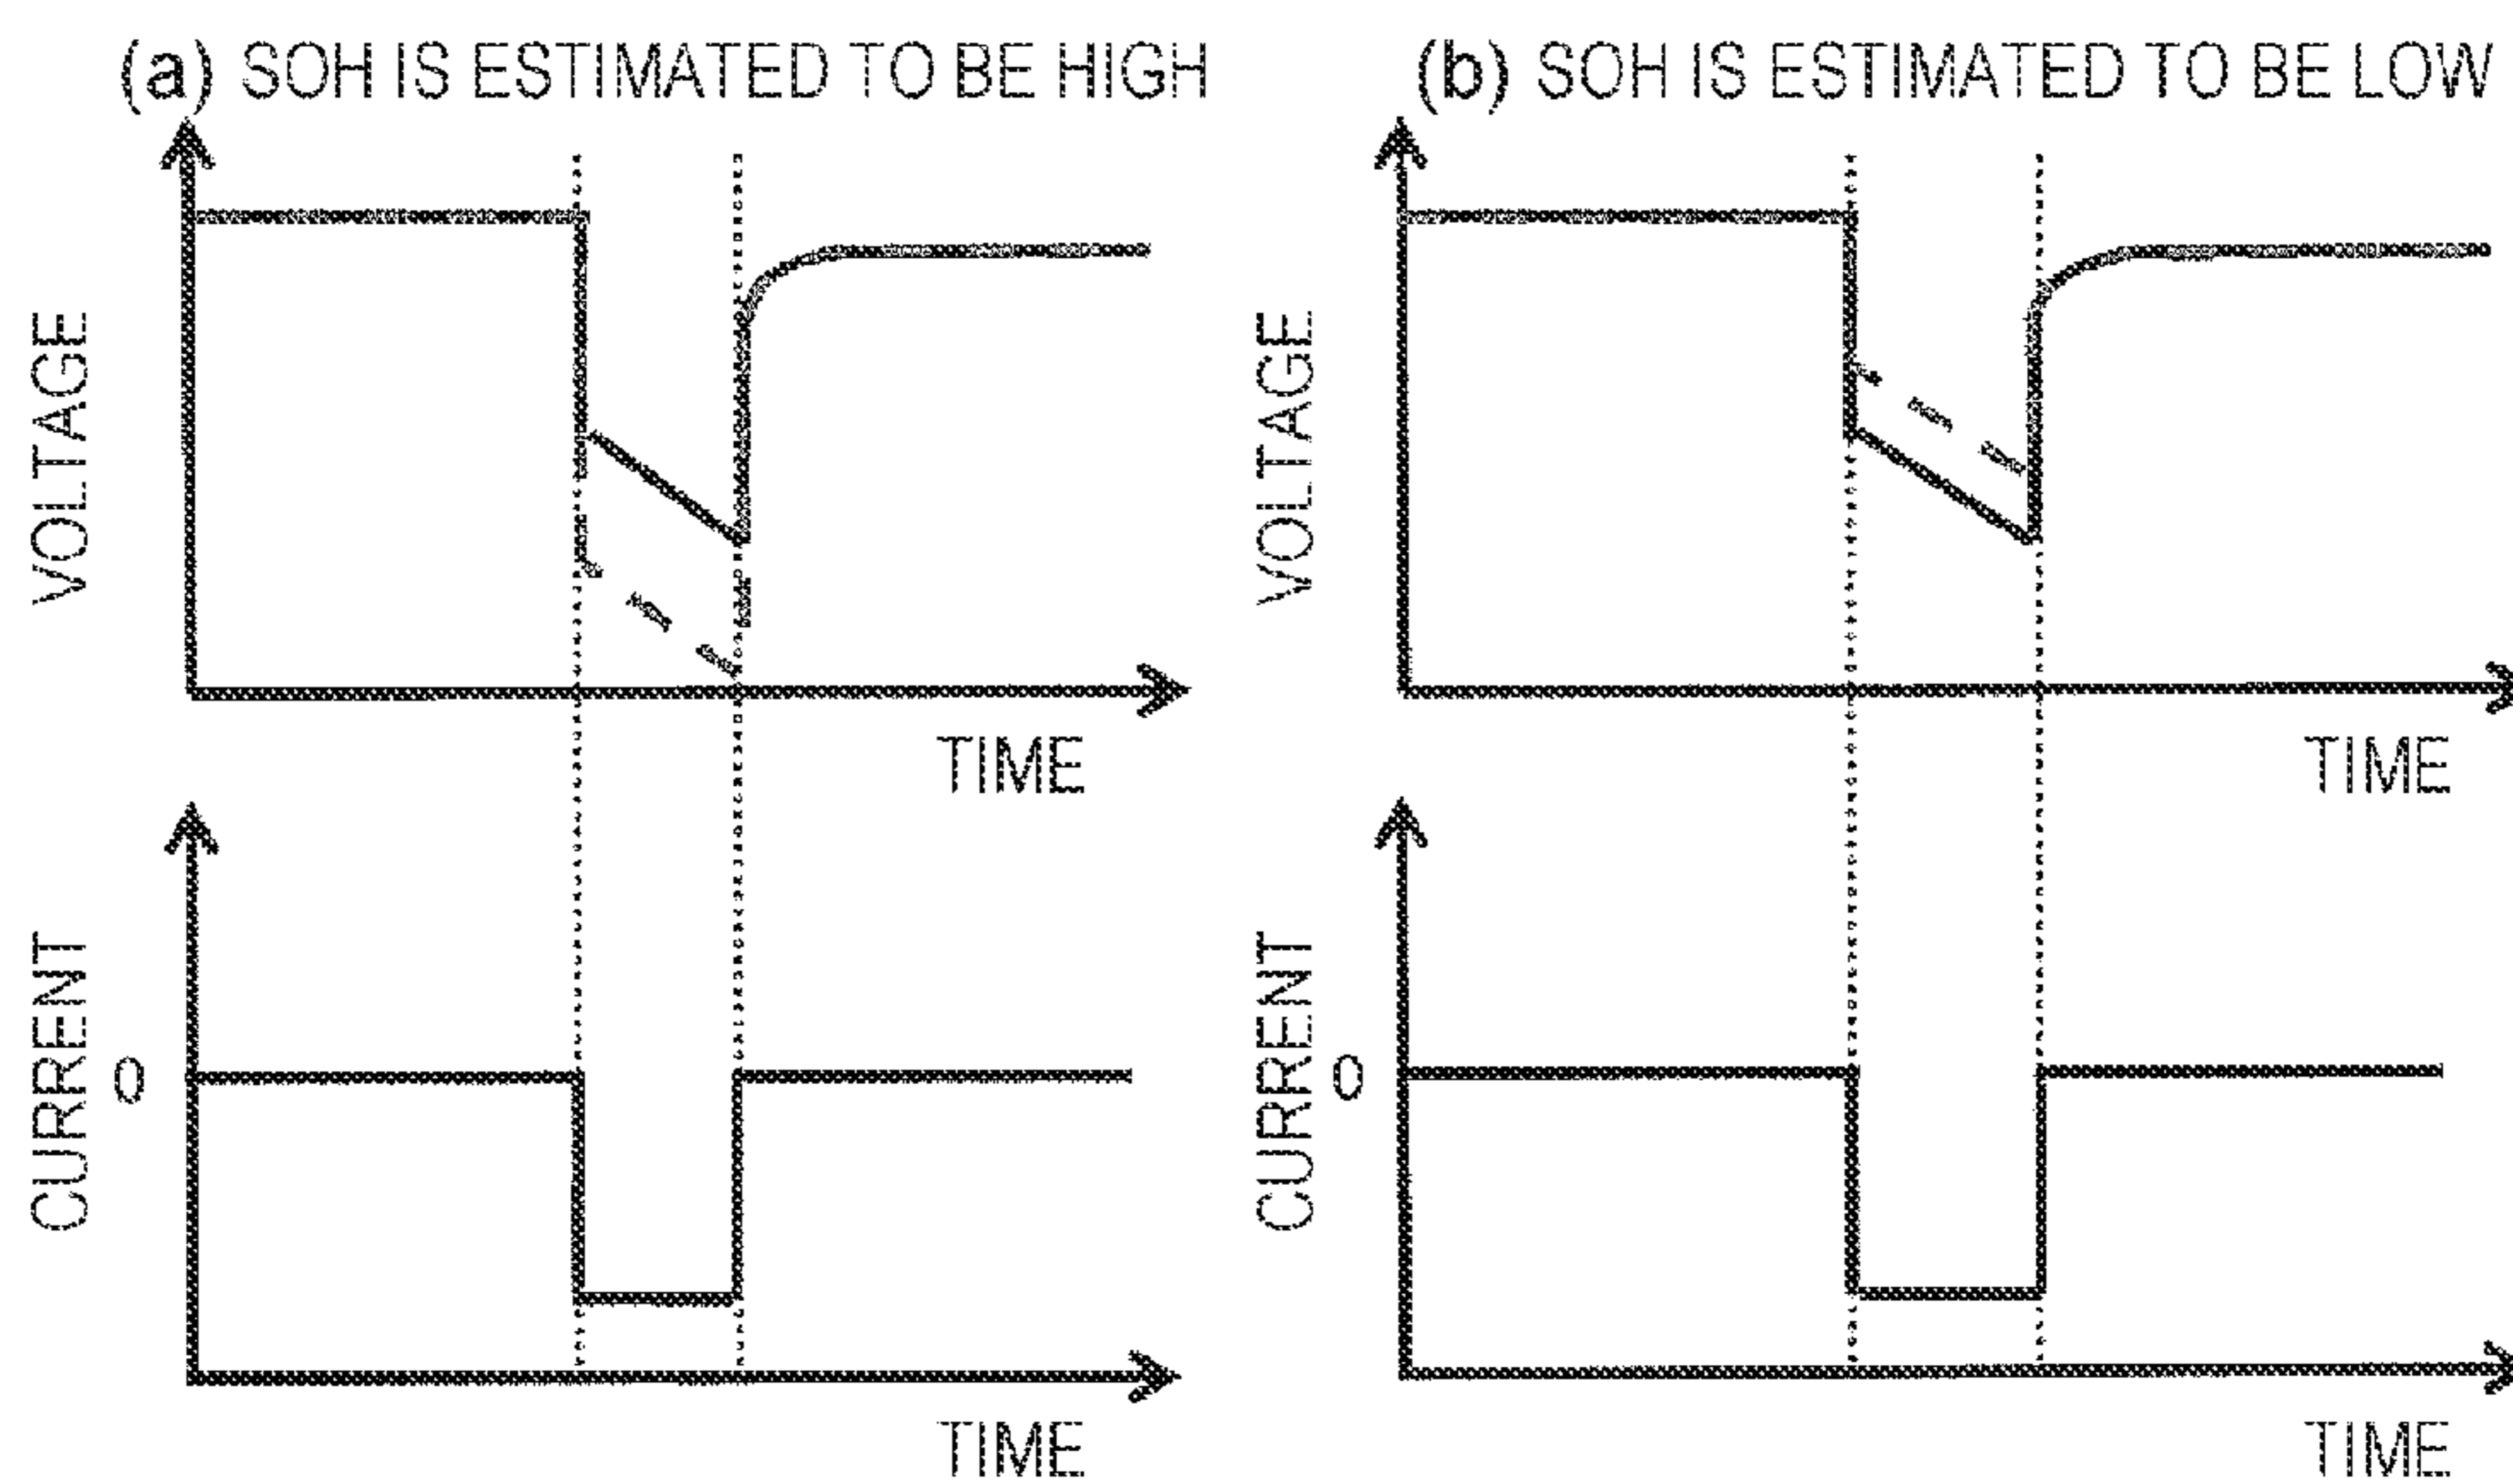 (a) SOH IS ESTIMATED TO BE HIGH
VOLTAGE
TIME
CURRENT
0
TIME
(b) SOH IS ESTIMATED TO BE LOW
VOLTAGE
TIME
CURRENT
0
TIME